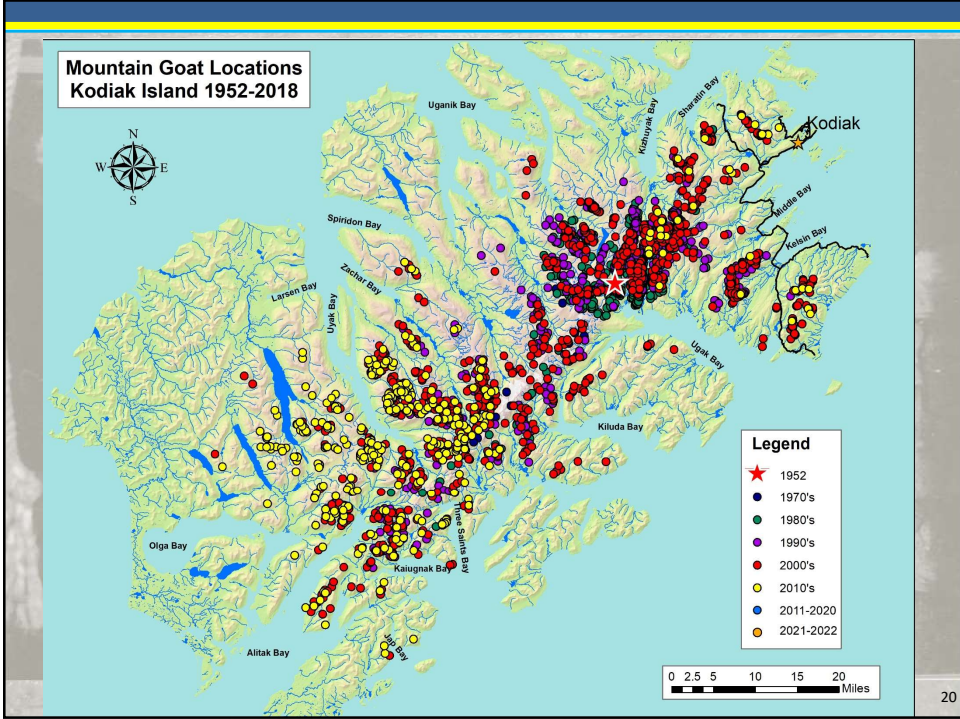 Mountain Goat Locations
Kodiak Island 1952-2018
N
W
E
S
Uganik Bay
Kizhuyak Bay
Sharatin Bay
Kodiak
Middle Bay
Kelsin Bay
Spiridon Bay
Zachar Bay
Larsen Bay
Uyak Bay
Ugak Bay
Kiluda Bay
Three Saints Bay
Olga Bay
Kaiugnak Bay
Jap Bay
Alitak Bay
Legend
1952
1970's
1980's
1990's
2000's
2010's
2011-2020
2021-2022
0 2.5 5 10 15 20
Miles
20